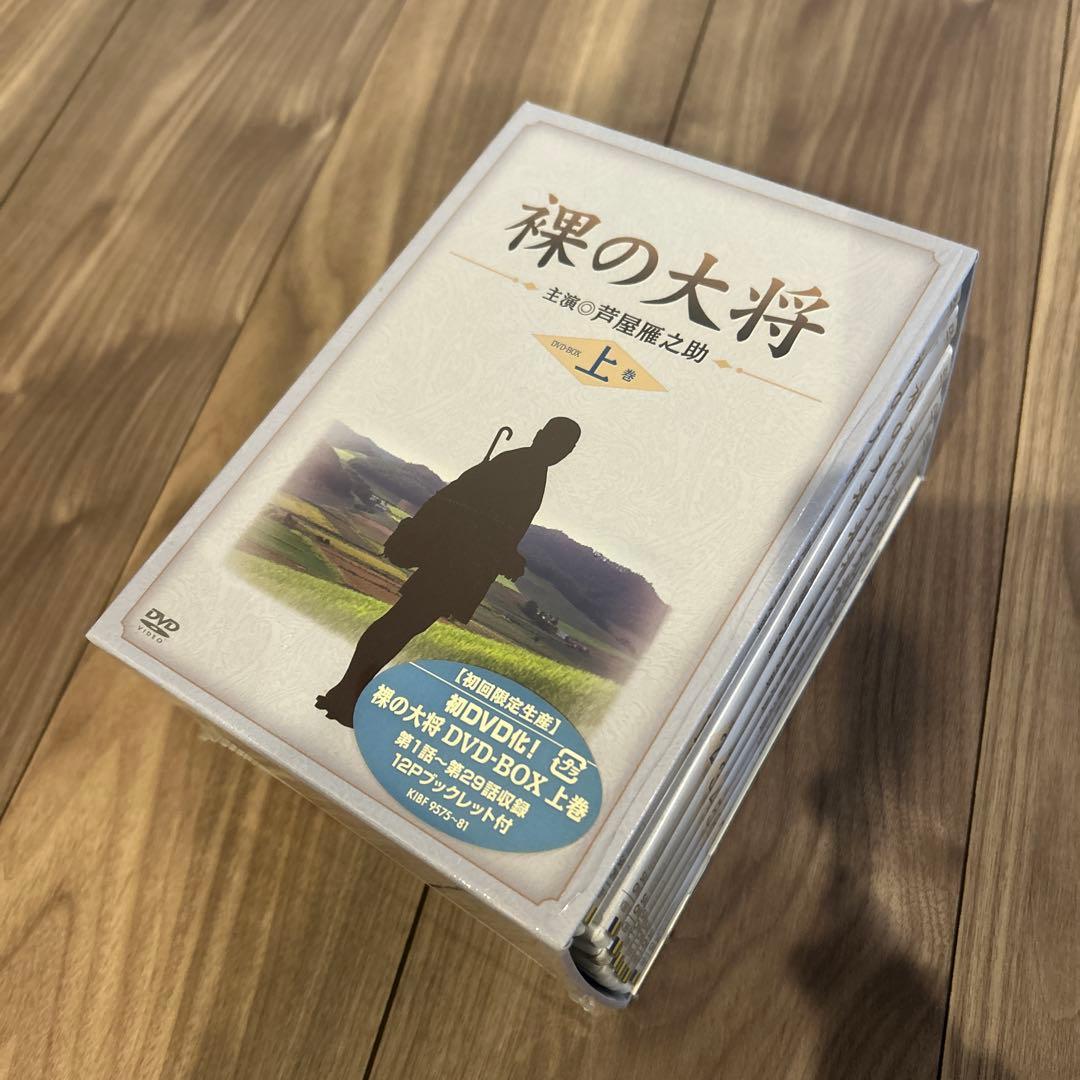 裸の大将
主演◎芦屋雁之助
DVD-BOX 上巻
DVD
VIDEO
【初回限定生産】
初DVD化!
裸の大将 DVD-BOX 上巻
第1話~第29話収録
12Pブックレット付
KIBF 9575~81
プラ